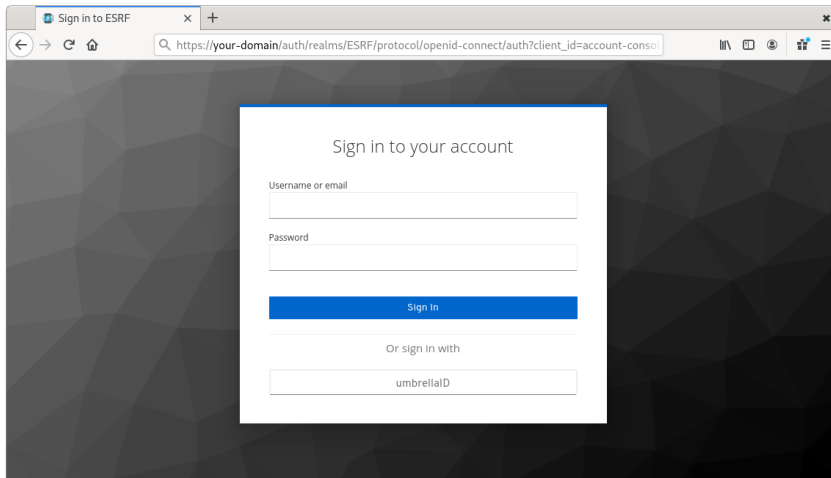 Sign in to ESRF
https://your-domain/auth/realms/ESRF/protocol/openid-connect/auth?client_id=account-consol
Sign in to your account
Username or email
Password
Sign In
Or sign in with
umbrellaID